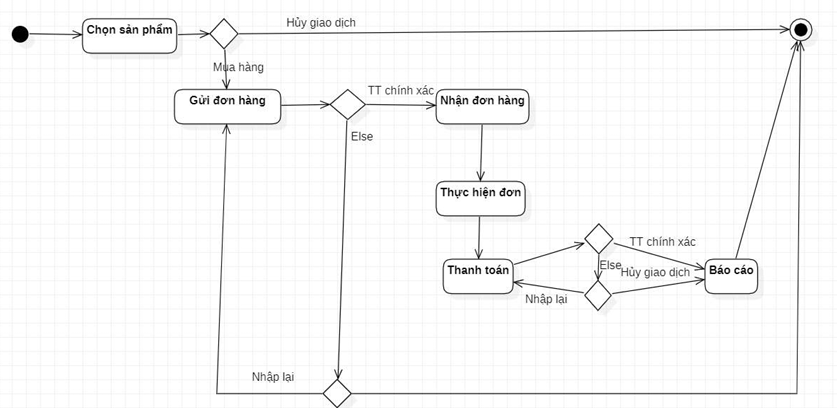 Hủy giao dịch
Chọn sản phẩm
Mua hàng
Gửi đơn hàng
TT chính xác
Nhận đơn hàng
Else
Thực hiện đơn
TT chính xác
Thanh toán
Else
Hủy giao dịch
Báo cáo
Nhập lại
Nhập lại